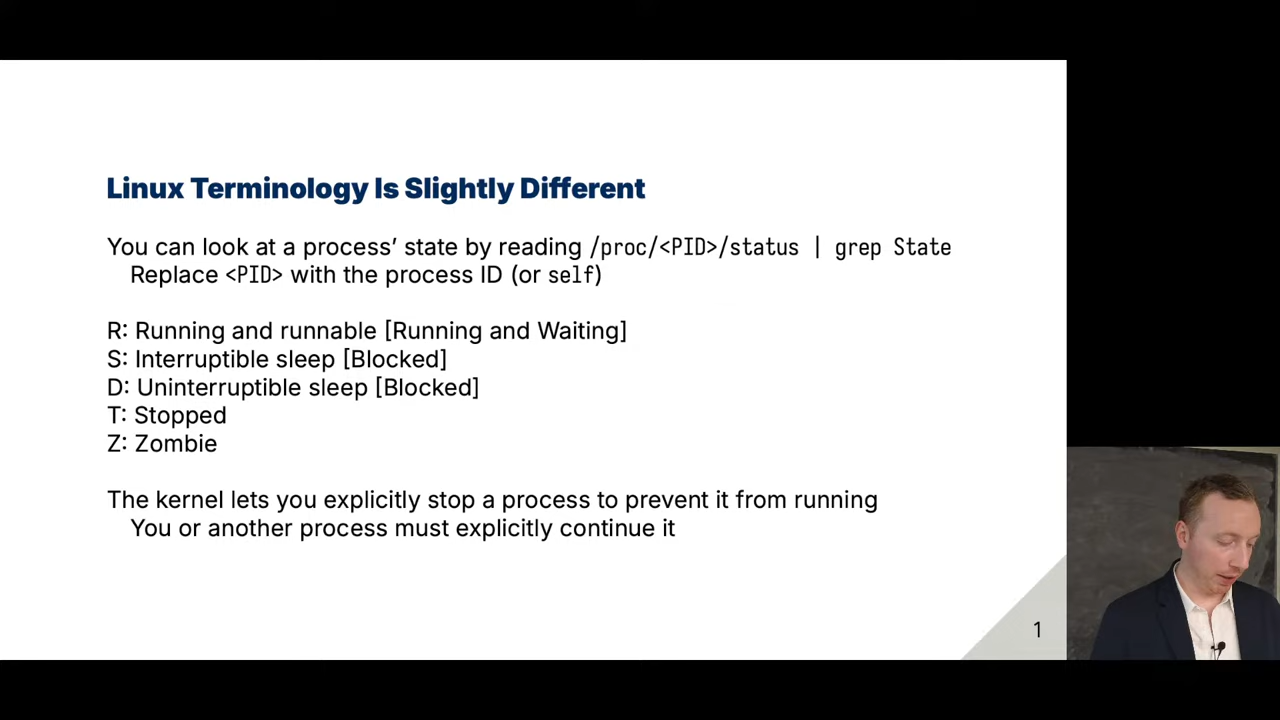 Linux Terminology Is Slightly Different
You can look at a process’ state by reading /proc/<PID>/status | grep State
Replace <PID> with the process ID (or self)
R: Running and runnable [Running and Waiting]
S: Interruptible sleep [Blocked]
D: Uninterruptible sleep [Blocked]
T: Stopped
Z: Zombie
The kernel lets you explicitly stop a process to prevent it from running
You or another process must explicitly continue it
1